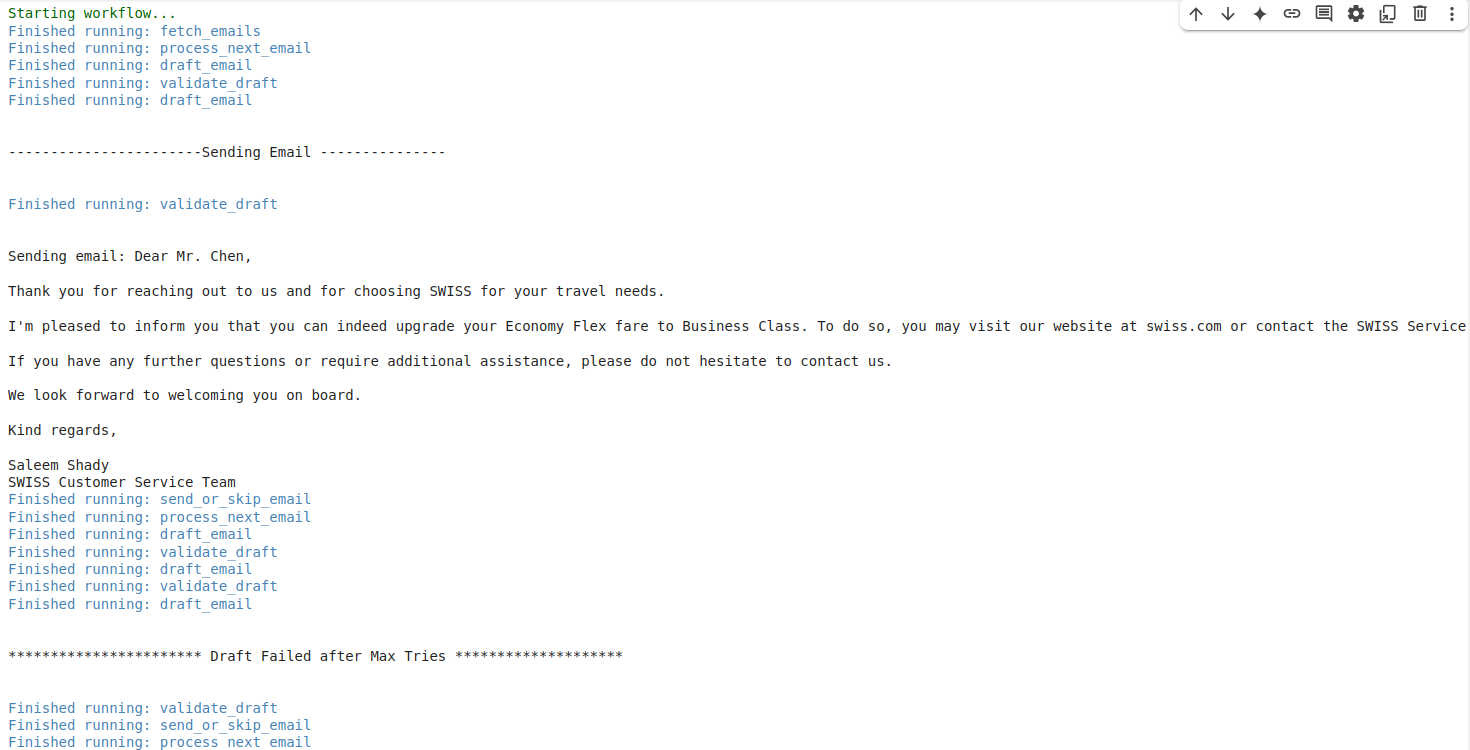 Starting workflow...
Finished running: fetch_emails
Finished running: process_next_email
Finished running: draft_email
Finished running: validate_draft
Finished running: draft_email
-----------------------Sending Email ---------------
Finished running: validate_draft
Sending email: Dear Mr. Chen,
Thank you for reaching out to us and for choosing SWISS for your travel needs.
I'm pleased to inform you that you can indeed upgrade your Economy Flex fare to Business Class. To do so, you may visit our website at swiss.com or contact the SWISS Service
If you have any further questions or require additional assistance, please do not hesitate to contact us.
We look forward to welcoming you on board.
Kind regards,
Saleem Shady
SWISS Customer Service Team
Finished running: send_or_skip_email
Finished running: process_next_email
Finished running: draft_email
Finished running: validate_draft
Finished running: draft_email
Finished running: validate_draft
Finished running: draft_email
*********************** Draft Failed after Max Tries ********************
Finished running: validate_draft
Finished running: send_or_skip_email
Finished running: process_next_email